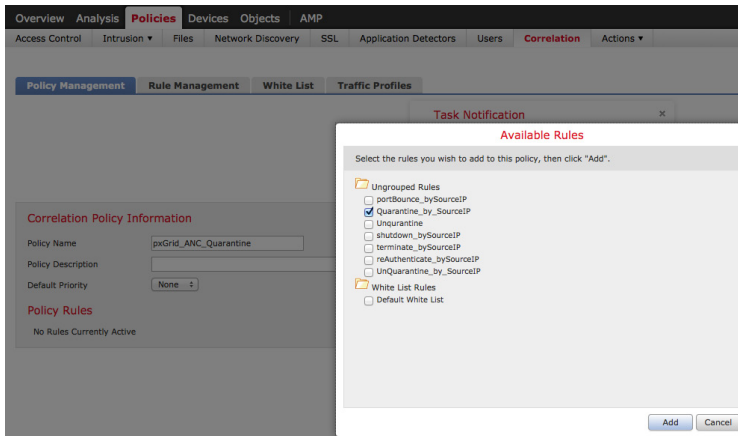 Overview Analysis Policies Devices Objects AMP
Access Control Intrusion ▾ Files Network Discovery SSL Application Detectors Users Correlation Actions ▾
Policy Management Rule Management White List Traffic Profiles
Task Notification ×
Available Rules
Select the rules you wish to add to this policy, then click "Add".
Ungrouped Rules
portBounce_bySourceIP
Quarantine_by_SourceIP
Unqurantine
shutdown_bySourceIP
terminate_bySourceIP
reAuthenticate_bySourceIP
UnQuarantine_by_SourceIP
White List Rules
Default White List
Correlation Policy Information
Policy Name pxGrid_ANC_Quarantine
Policy Description
Default Priority None
Policy Rules
No Rules Currently Active
Add Cancel